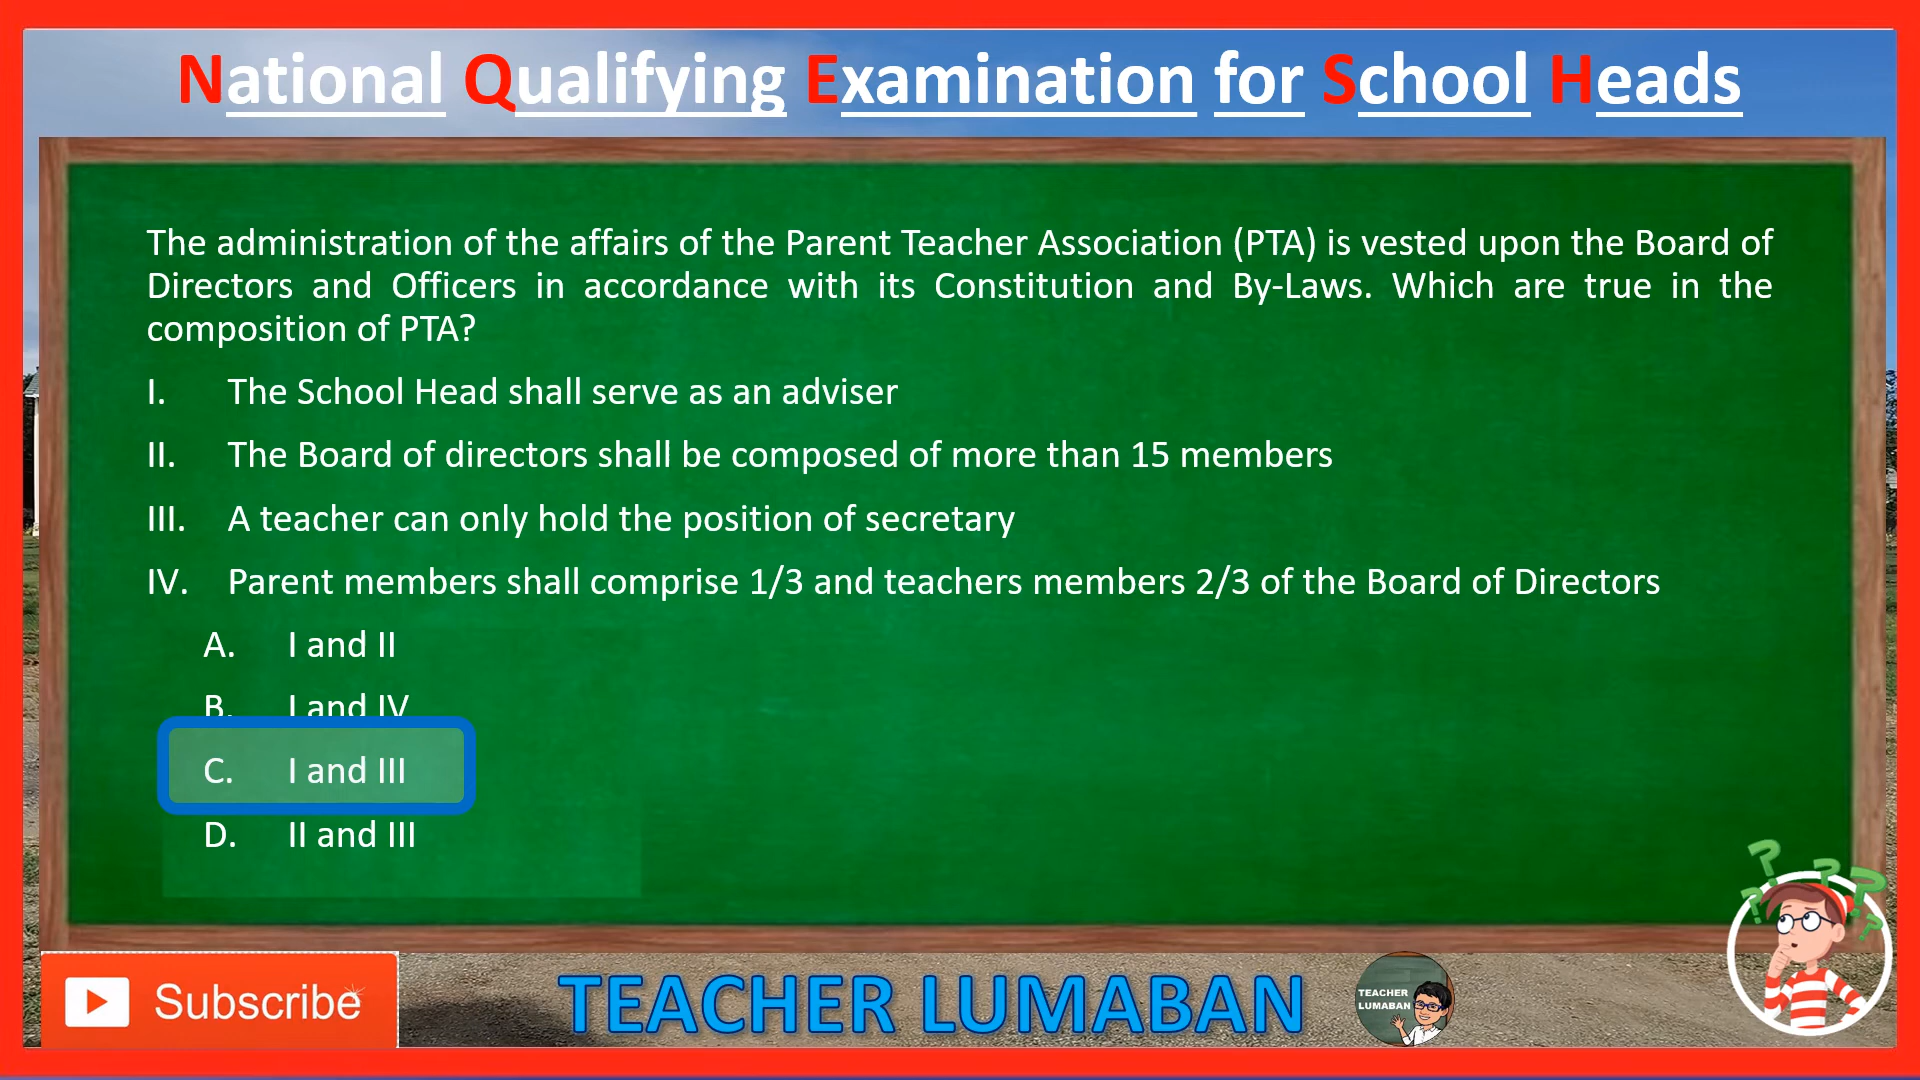 National Qualifying Examination for School Heads
The administration of the affairs of the Parent Teacher Association (PTA) is vested upon the Board of
Directors and Officers in accordance with its Constitution and By-Laws. Which are true in the
composition of PTA?
I. The School Head shall serve as an adviser
II. The Board of directors shall be composed of more than 15 members
III. A teacher can only hold the position of secretary
IV. Parent members shall comprise 1/3 and teachers members 2/3 of the Board of Directors
A. I and II
B. I and IV
C. I and III
D. II and III
Subscribe
TEACHER LUMABAN
TEACHER
LUMABAN